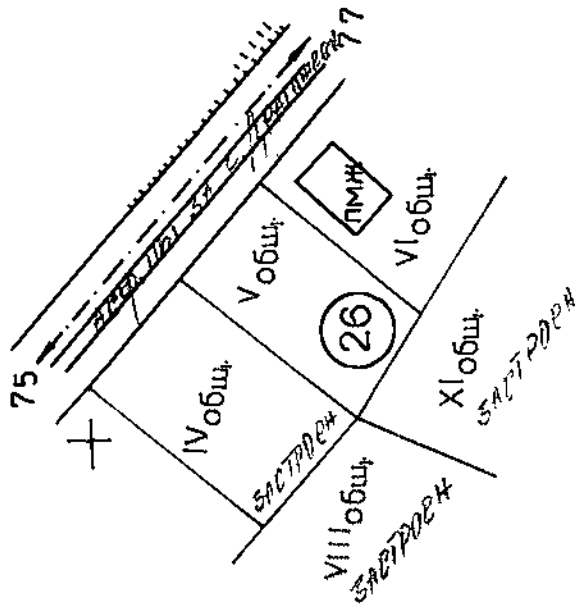 75
77
IV общ.
V общ.
VI общ.
пмж
26
ЗАСТРОЕН
VIII общ.
ЗАСТРОЕН
XI общ.
ЗАСТРОЕН